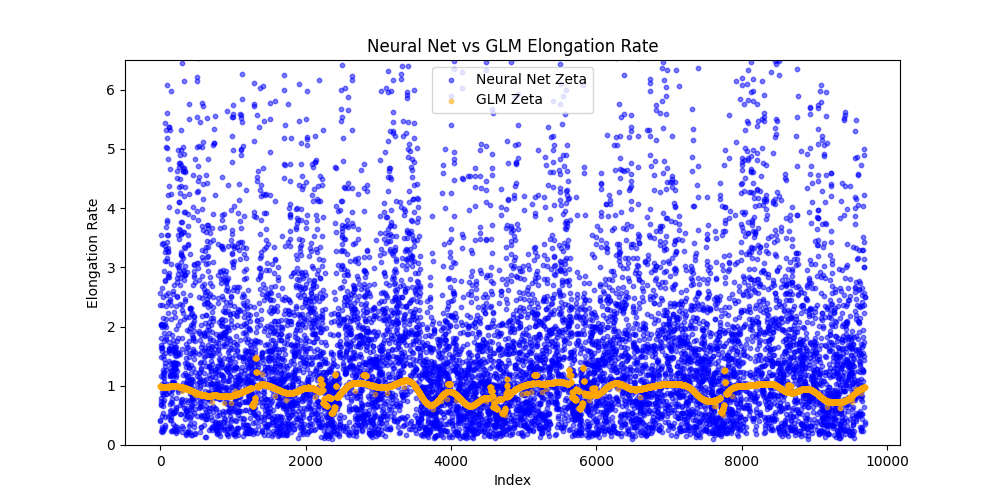 Neural Net vs GLM Elongation Rate
Neural Net Zeta
GLM Zeta
Elongation Rate
6
5
4
3
2
1
0
0 2000 4000 6000 8000 10000
Index